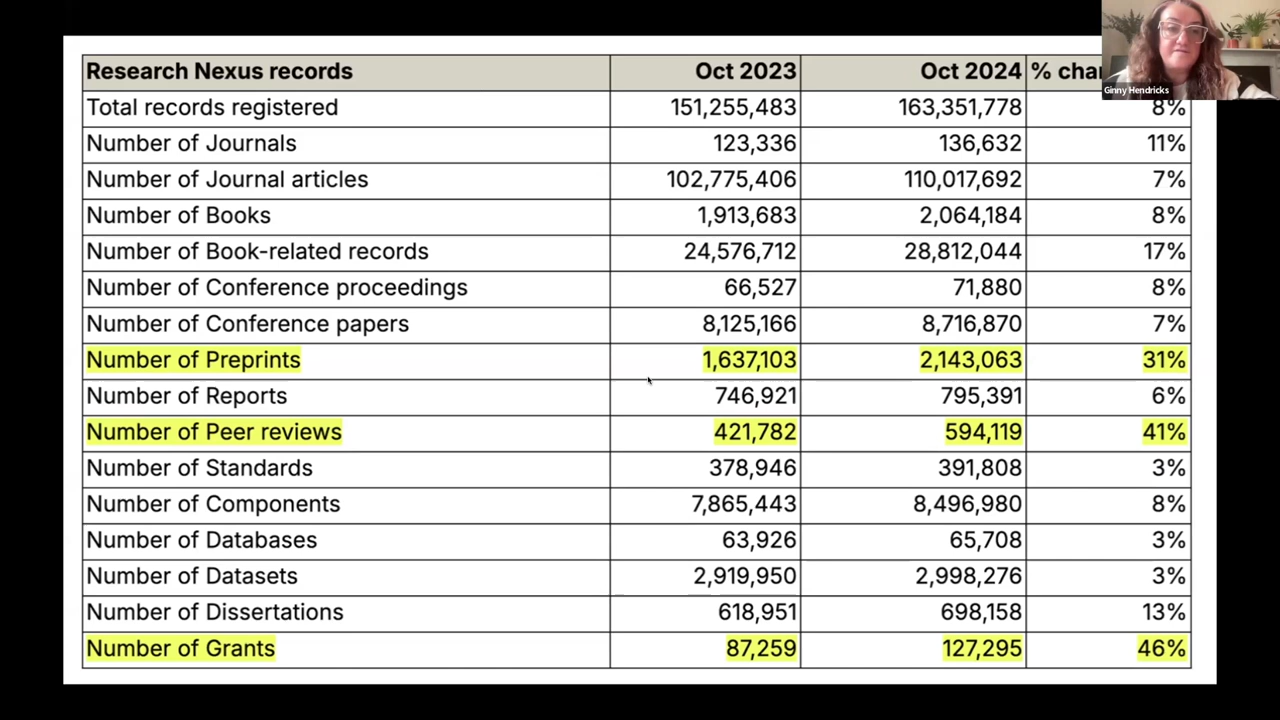 Research Nexus records Oct 2023 Oct 2024 % chan
Total records registered 151,255,483 163,351,778 8%
Number of Journals 123,336 136,632 11%
Number of Journal articles 102,775,406 110,017,692 7%
Number of Books 1,913,683 2,064,184 8%
Number of Book-related records 24,576,712 28,812,044 17%
Number of Conference proceedings 66,527 71,880 8%
Number of Conference papers 8,125,166 8,716,870 7%
Number of Preprints 1,637,103 2,143,063 31%
Number of Reports 746,921 795,391 6%
Number of Peer reviews 421,782 594,119 41%
Number of Standards 378,946 391,808 3%
Number of Components 7,865,443 8,496,980 8%
Number of Databases 63,926 65,708 3%
Number of Datasets 2,919,950 2,998,276 3%
Number of Dissertations 618,951 698,158 13%
Number of Grants 87,259 127,295 46%
Ginny Hendricks